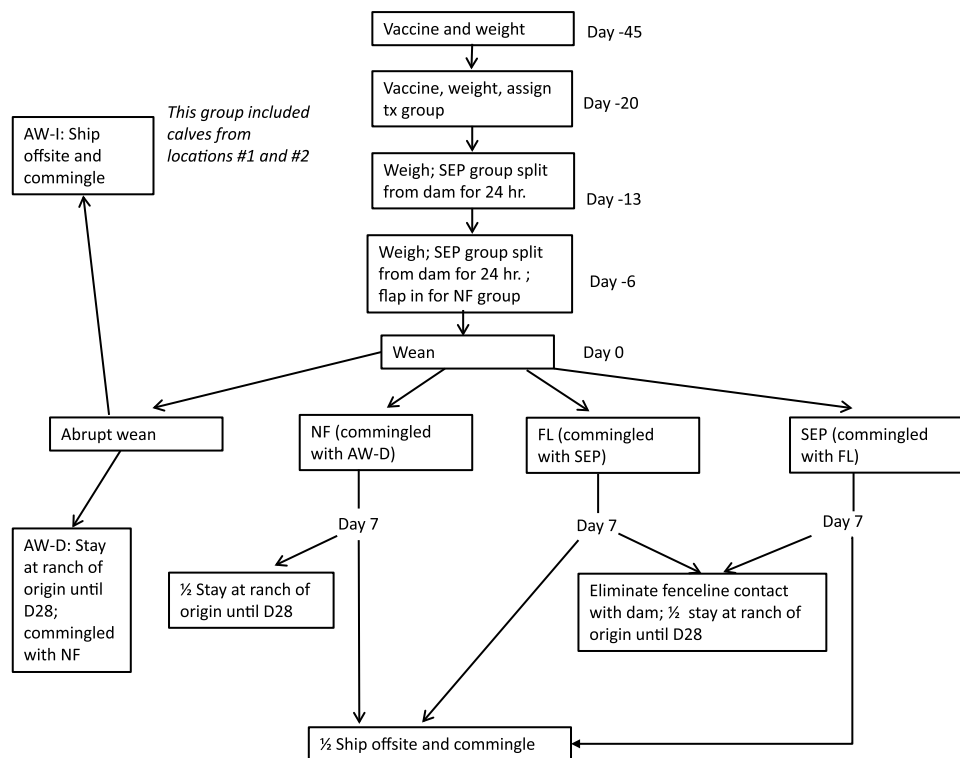 Vaccine and weight
Day -45
Vaccine, weight, assign
tx group
Day -20
This group included
calves from
locations #1 and #2
AW-I: Ship
offsite and
commingle
Weigh; SEP group split
from dam for 24 hr.
Day -13
Weigh; SEP group split
from dam for 24 hr. ;
flap in for NF group
Day -6
Wean
Day 0
Abrupt wean
NF (commingled
with AW-D)
FL (commingled
with SEP)
SEP (commingled
with FL)
Day 7
Day 7
Day 7
AW-D: Stay
at ranch of
origin until
D28;
commingled
with NF
½ Stay at ranch of
origin until D28
Eliminate fenceline contact
with dam; ½ stay at ranch of
origin until D28
½ Ship offsite and commingle